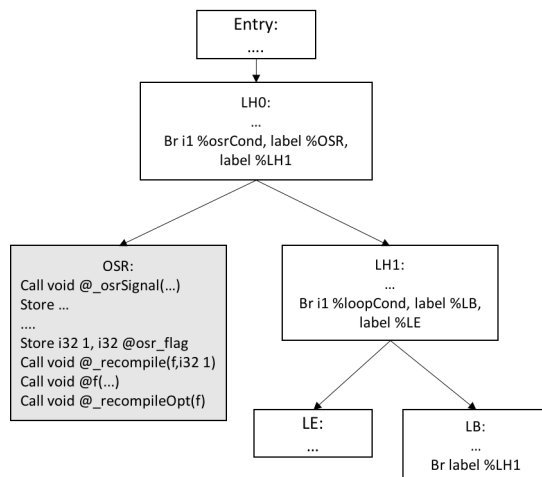 Entry:
....
LH0:
...
Br i1 %osrCond, label %OSR,
label %LH1
OSR:
Call void @_osrSignal(...)
Store ...
....
Store i32 1, i32 @osr_flag
Call void @_recompile(f,i32 1)
Call void @f(...)
Call void @_recompileOpt(f)
LH1:
...
Br i1 %loopCond, label %LB,
label %LE
LE:
...
LB:
...
Br label %LH1